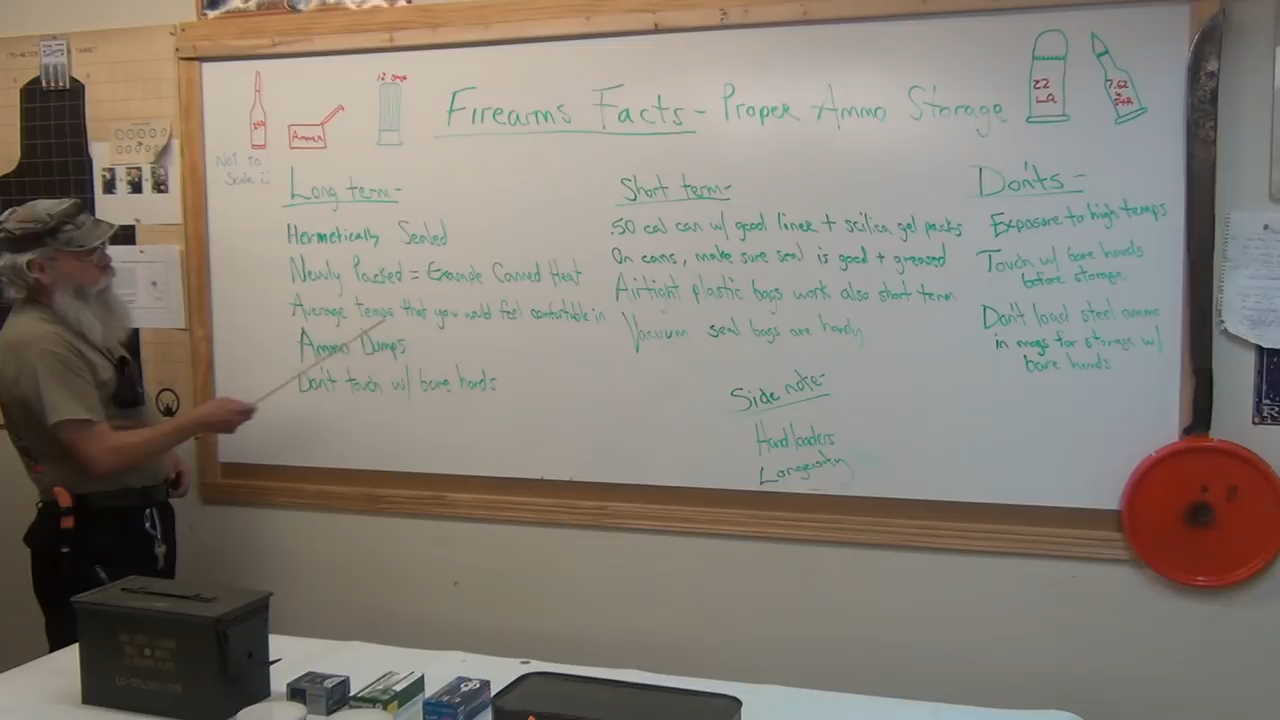 12 gauge
Firearms Facts - Proper Ammo Storage
22
LR
7.62
x
54R
Ammo
Not to
Scale
Long term-
Hermetically Sealed
Newly Packed = Example Canned Heat
Average temps that you would feel comfortable in
Ammo Dumps
Don't touch w/ bare hands
Short term-
.50 cal can w/ good liner + scilica gel packs
On cans, make sure seal is good + greased
Airtight plastic bags work also short term
Vacuum seal bags are handy
Side note-
Handloaders
Longevity
Don'ts-
Exposure to high temps
Touch w/ bare hands
before storage
Don't load steel ammo
in mags for storage w/
bare hands